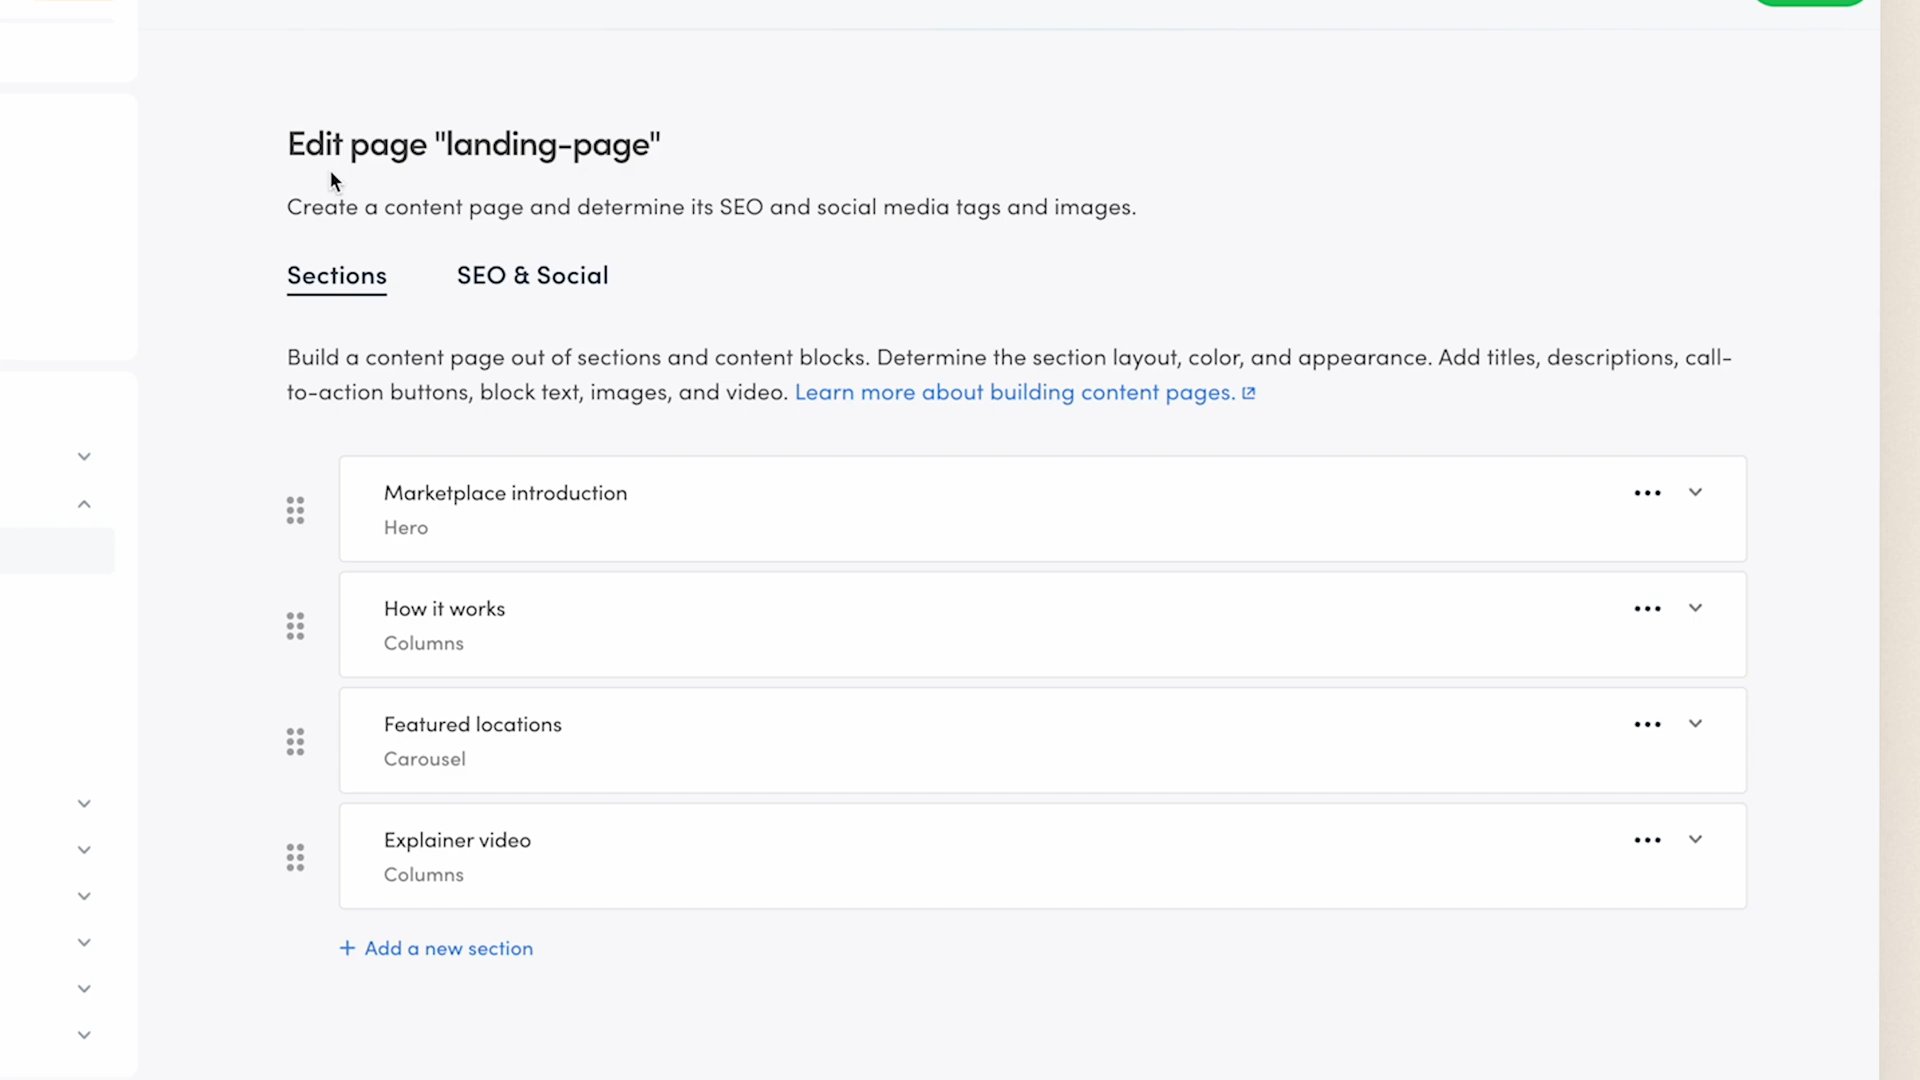 Edit page "landing-page"
Create a content page and determine its SEO and social media tags and images.
Sections
SEO & Social
Build a content page out of sections and content blocks. Determine the section layout, color, and appearance. Add titles, descriptions, call-
to-action buttons, block text, images, and video. Learn more about building content pages.
Marketplace introduction
Hero
How it works
Columns
Featured locations
Carousel
Explainer video
Columns
+ Add a new section